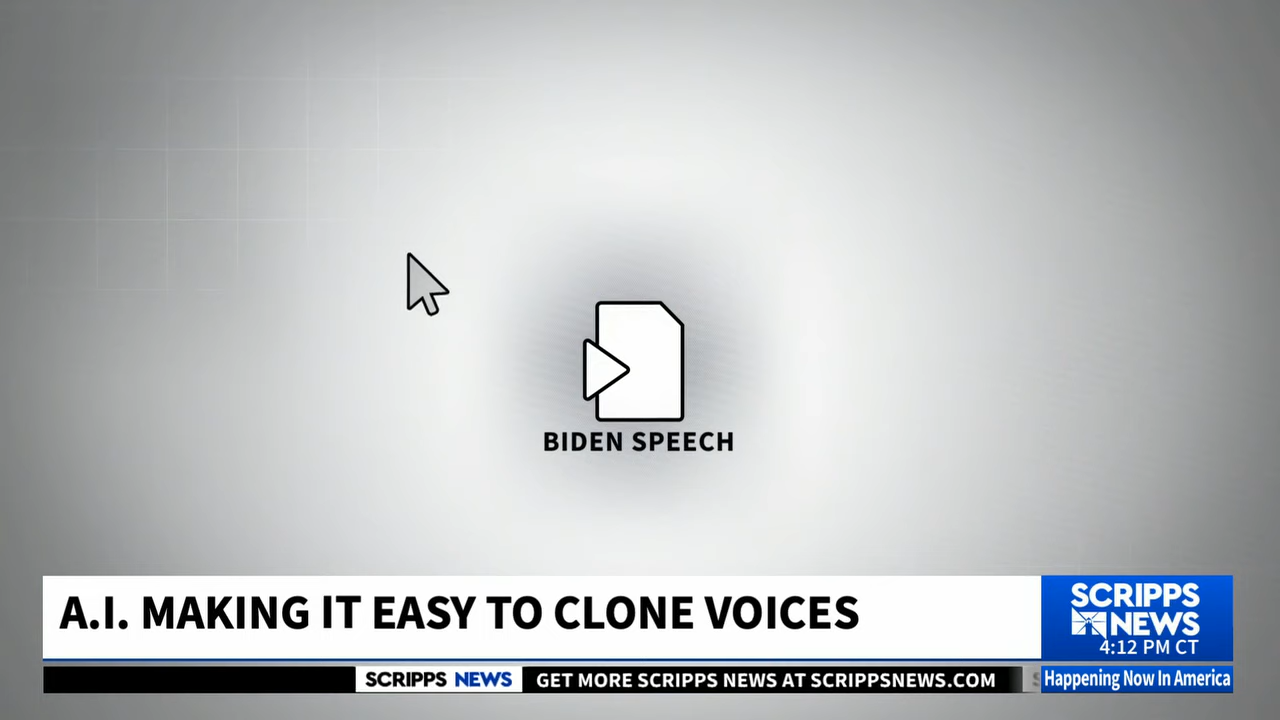 BIDEN SPEECH
A.I. MAKING IT EASY TO CLONE VOICES
SCRIPPS
NEWS
4:12 PM CT
SCRIPPS NEWS GET MORE SCRIPPS NEWS AT SCRIPPSNEWS.COM
Happening Now In America